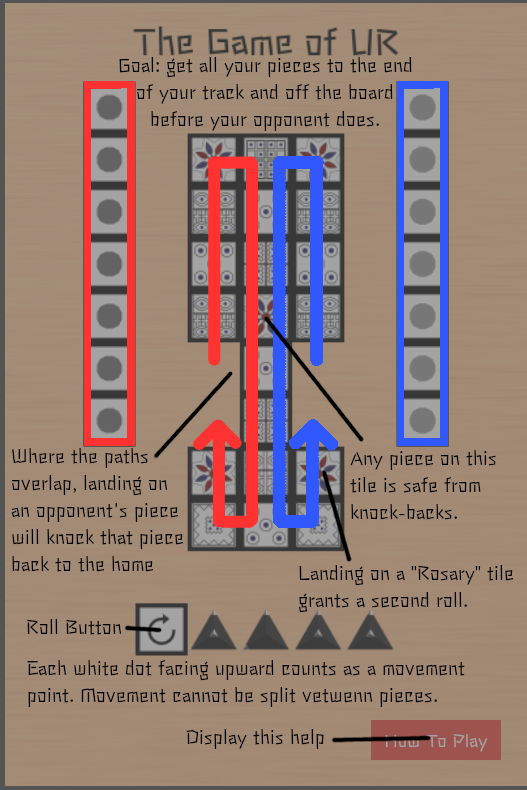 The Game of UR
Goal: get all your pieces to the end
of your track and off the board
before your opponent does.
Where the paths
overlap, landing on
an opponent's piece
will knock that piece
back to the home
Any piece on this
tile is safe from
knock-backs.
Landing on a "Rosary" tile
grants a second roll.
Roll Button
Each white dot facing upward counts as a movement
point. Movement cannot be split vetwenn pieces.
Display this help
How To Play